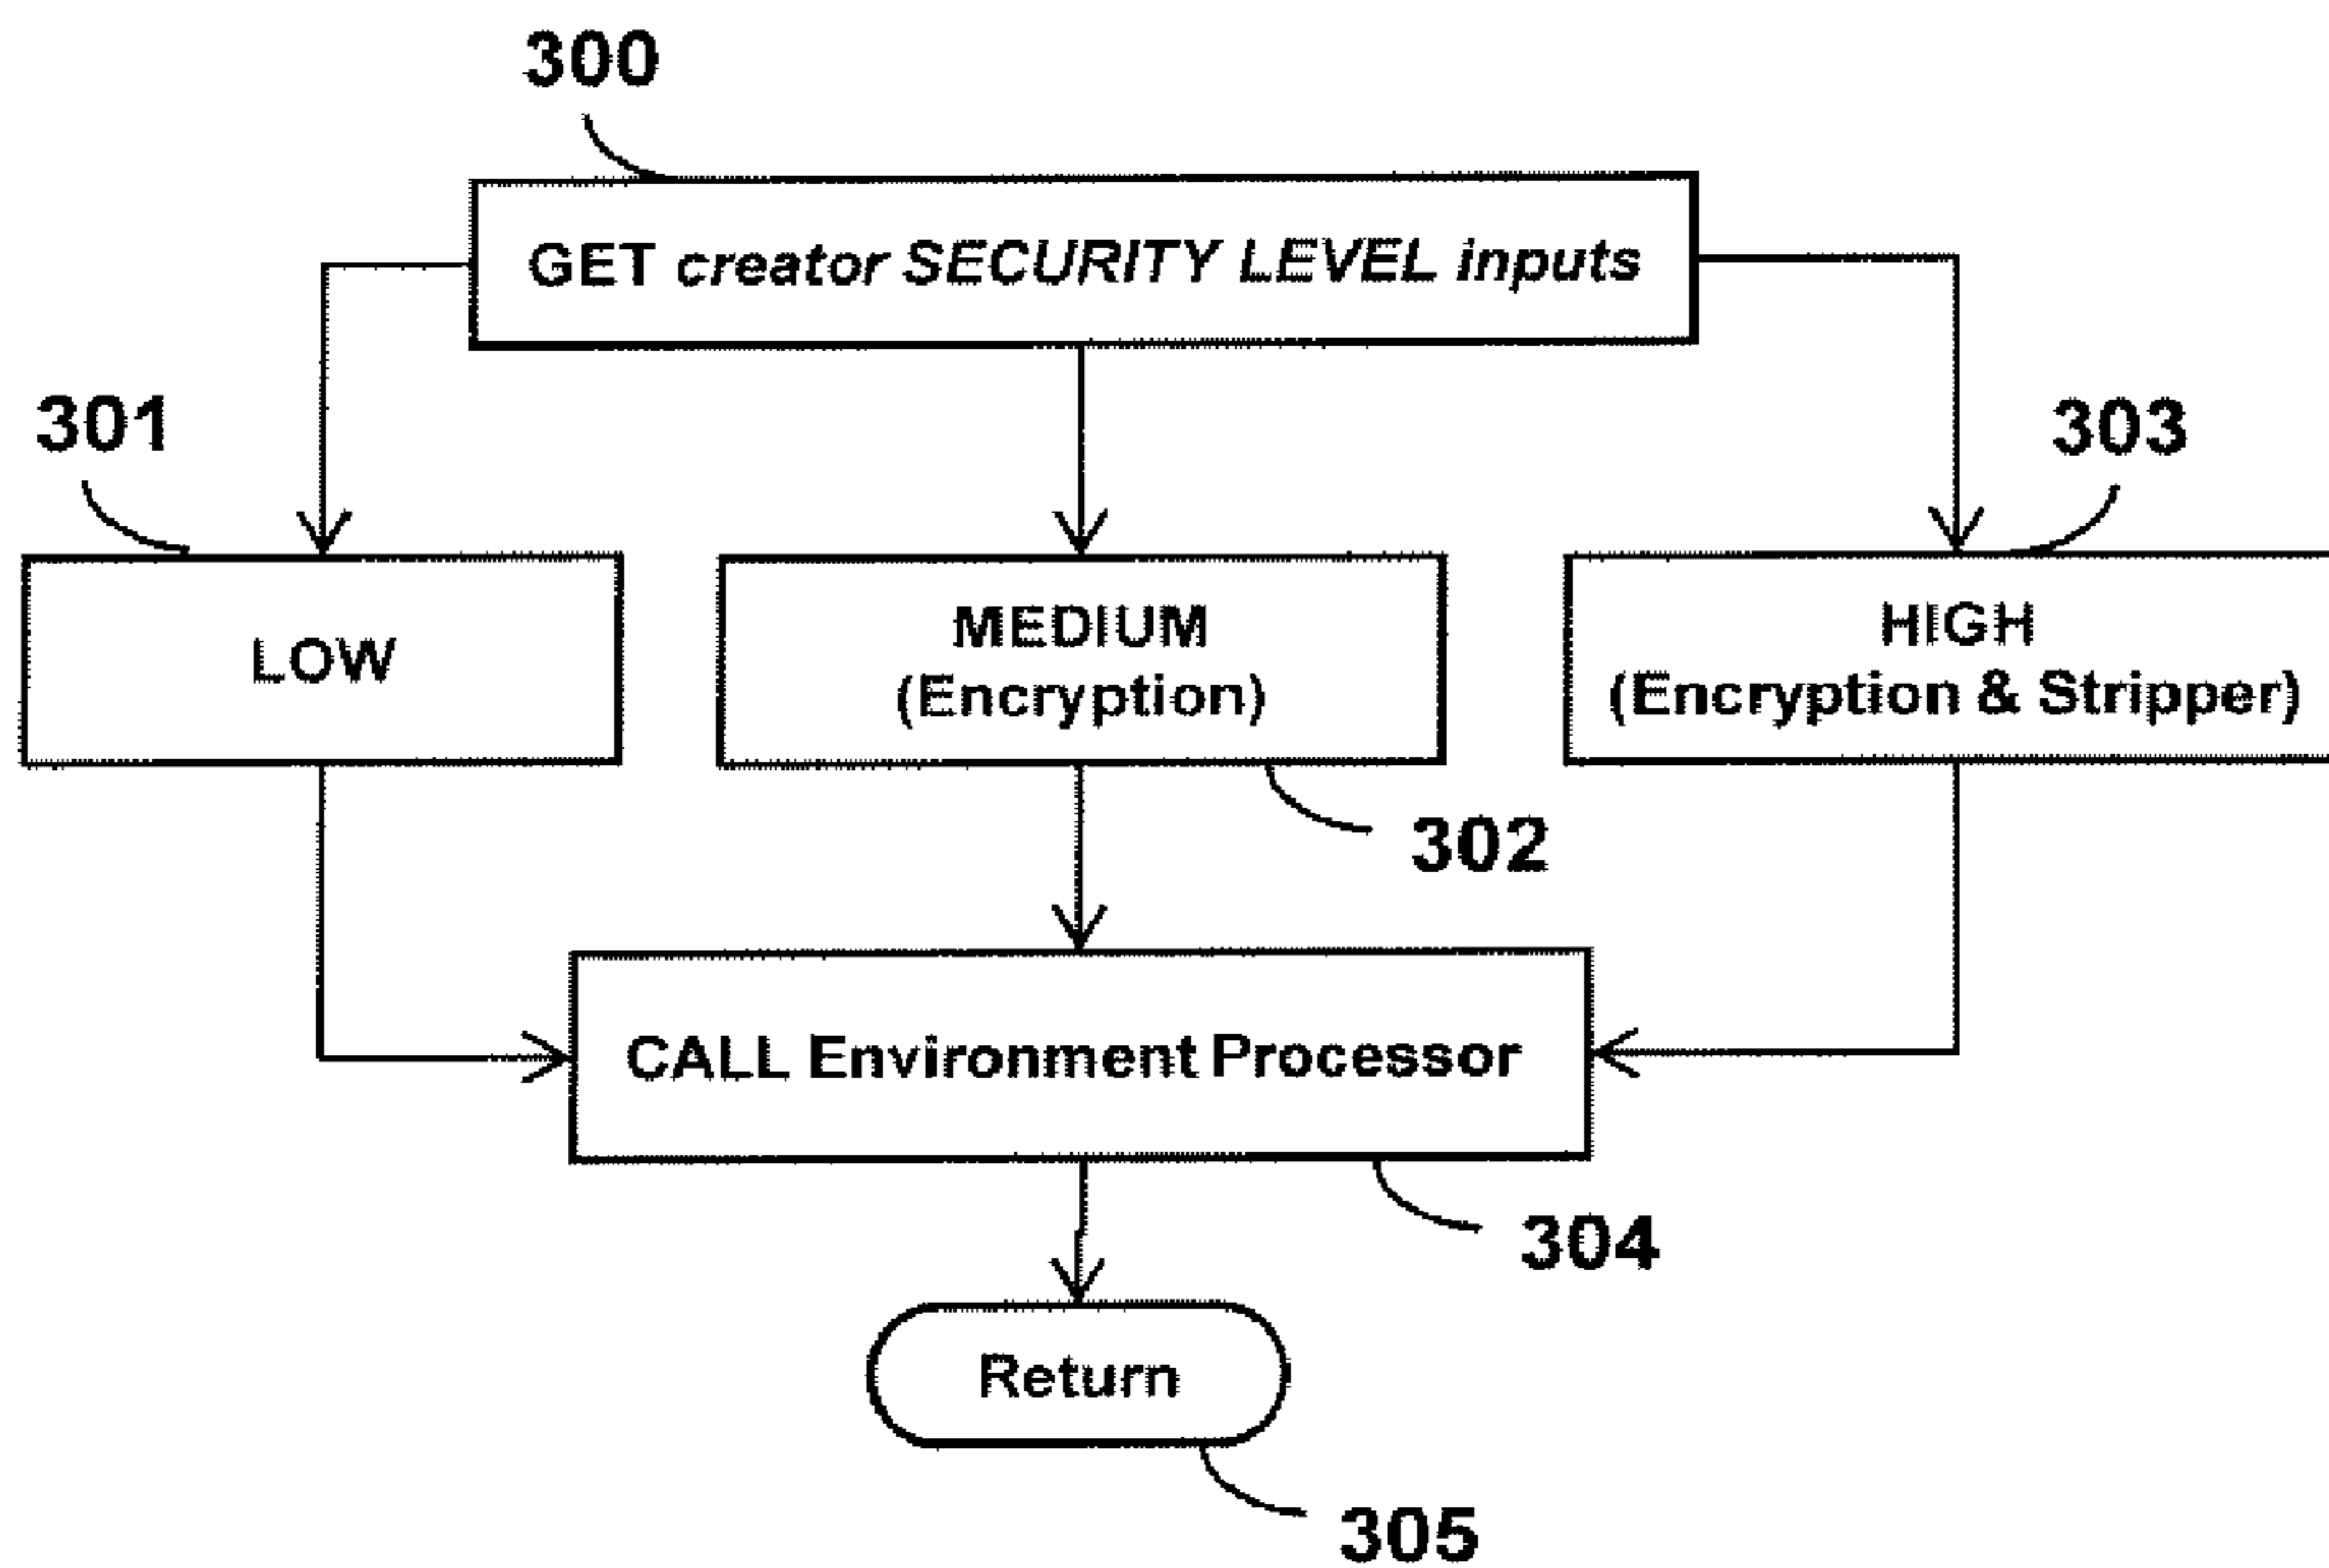 300
GET creator SECURITY LEVEL inputs
301
303
LOW
MEDIUM
(Encryption)
HIGH
(Encryption & Stripper)
302
CALL Environment Processor
304
Return
305